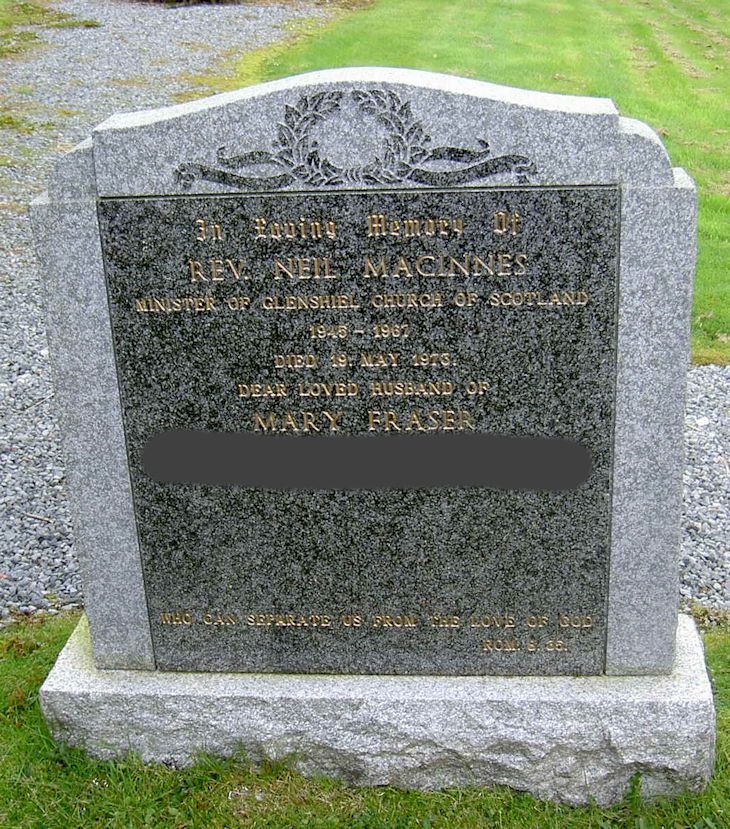 In Loving Memory Of
REV. NEIL MACINNES
MINISTER OF GLENSHIEL CHURCH OF SCOTLAND
1945 - 1967
DIED 19. MAY 1973.
DEAR LOVED HUSBAND OF
MARY FRASER
WHO CAN SEPARATE US FROM THE LOVE OF GOD
ROM. 8. 35.